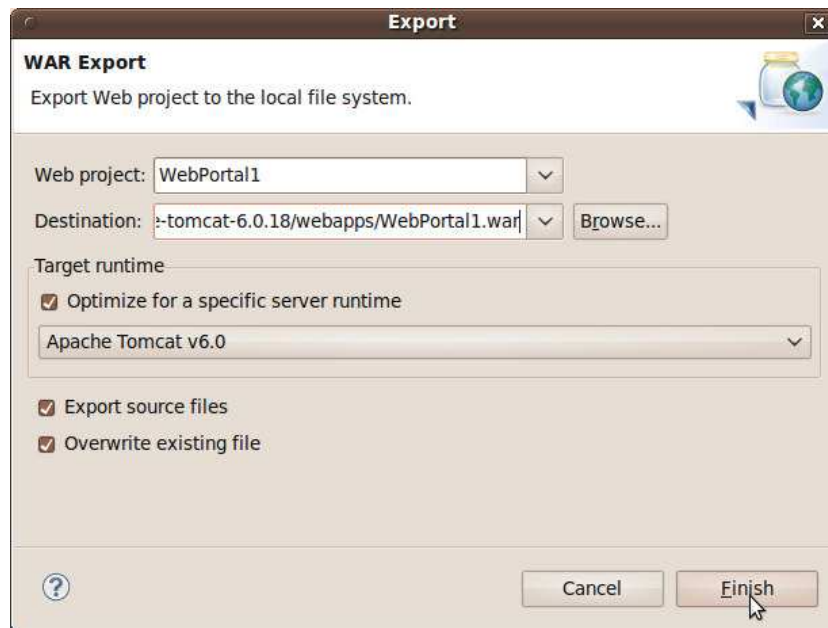 Export
WAR Export
Export Web project to the local file system.
Web project: WebPortal1
Destination: e-tomcat-6.0.18/webapps/WebPortal1.war Browse...
Target runtime
Optimize for a specific server runtime
Apache Tomcat v6.0
Export source files
Overwrite existing file
? Cancel Finish